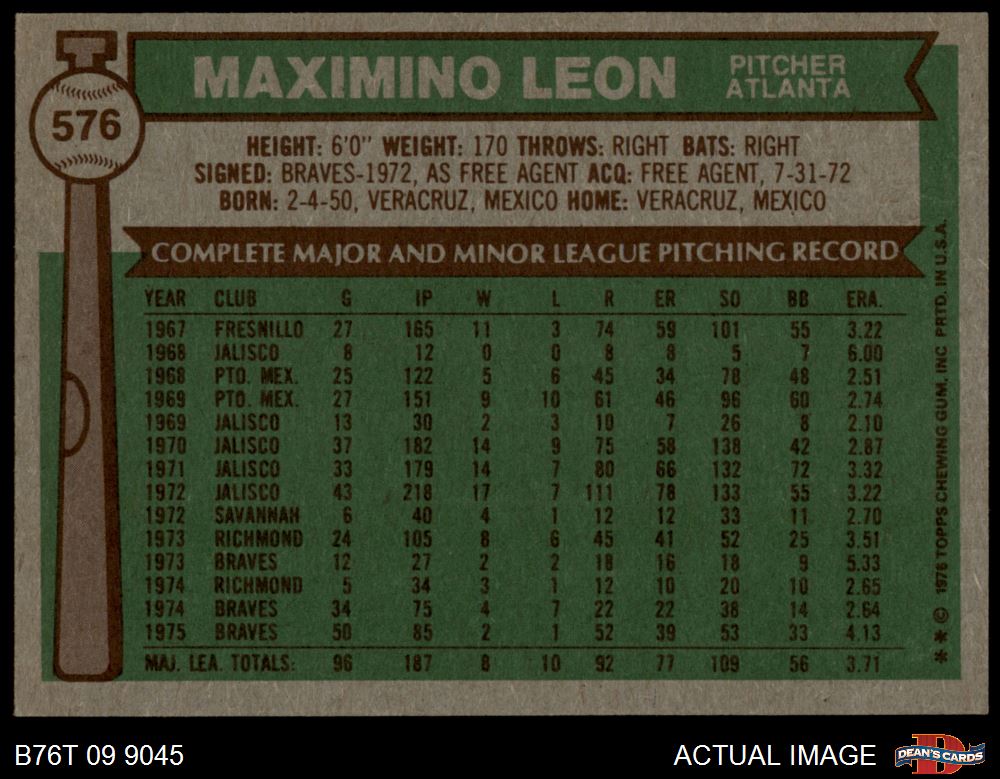 576
MAXIMINO LEON
PITCHER
ATLANTA
HEIGHT: 6'0" WEIGHT: 170 THROWS: RIGHT BATS: RIGHT
SIGNED: BRAVES-1972, AS FREE AGENT ACQ: FREE AGENT, 7-31-72
BORN: 2-4-50, VERACRUZ, MEXICO HOME: VERACRUZ, MEXICO
COMPLETE MAJOR AND MINOR LEAGUE PITCHING RECORD
YEAR CLUB G IP W L R ER SO BB ERA.
1967 FRESNILLO 27 165 11 3 74 59 101 55 3.22
1968 JALISCO 8 12 0 0 8 8 5 7 6.00
1968 PTO. MEX. 25 122 5 6 45 34 78 48 2.51
1969 PTO. MEX. 27 151 9 10 61 46 96 60 2.74
1969 JALISCO 13 30 2 3 10 7 26 8 2.10
1970 JALISCO 37 182 14 9 75 58 138 42 2.87
1971 JALISCO 33 179 14 7 80 66 132 72 3.32
1972 JALISCO 43 218 17 7 111 78 133 55 3.22
1972 SAVANNAH 6 40 4 1 12 12 33 11 2.70
1973 RICHMOND 24 105 8 6 45 41 52 25 3.51
1973 BRAVES 12 27 2 2 18 16 18 9 5.33
1974 RICHMOND 5 34 3 1 12 10 20 10 2.65
1974 BRAVES 34 75 4 7 22 22 38 14 2.64
1975 BRAVES 50 85 2 1 52 39 53 33 4.13
MAJ. LEA. TOTALS: 96 187 8 10 92 77 109 56 3.71
** © 1976 TOPPS CHEWING GUM, INC PRTD. IN U.S.A.
B76T 09 9045
ACTUAL IMAGE
DEAN'S CARDS